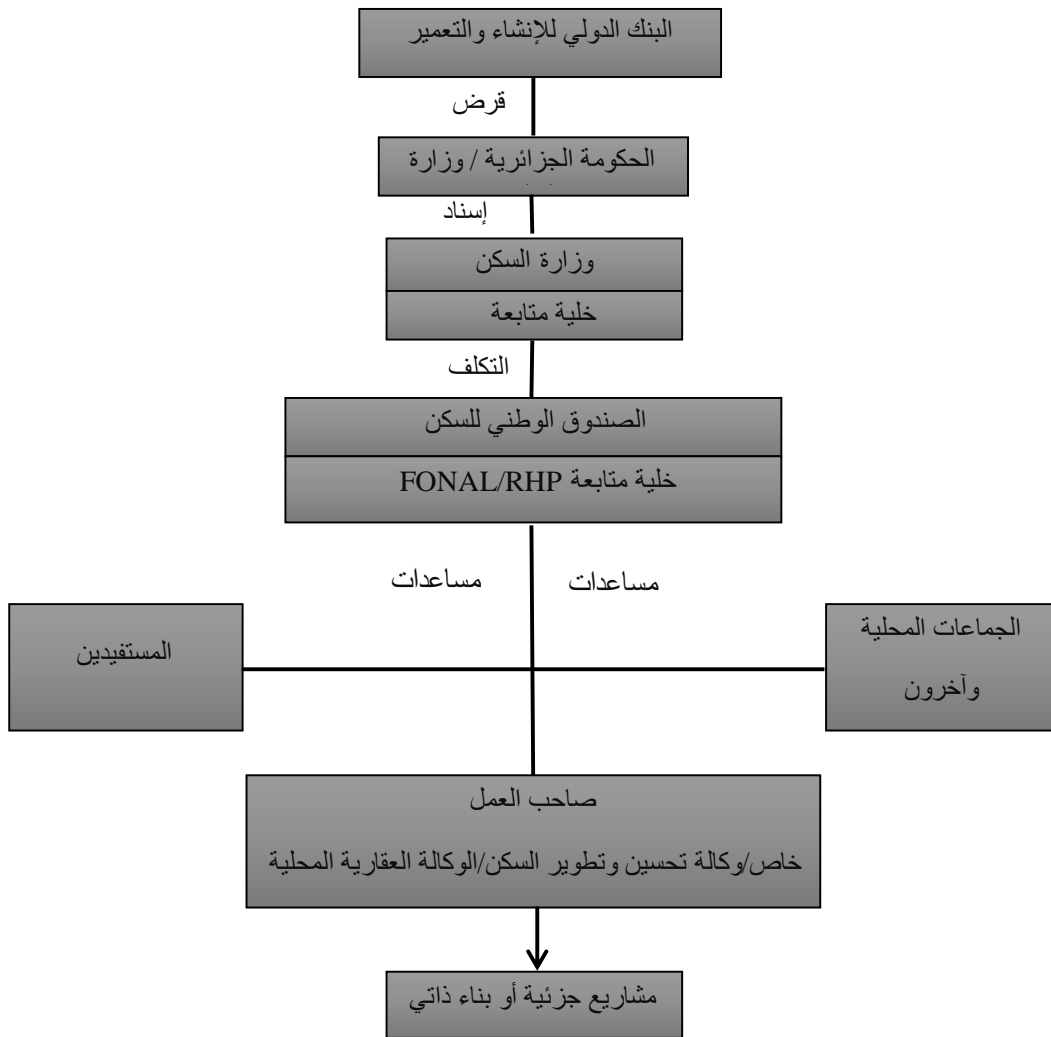 البنك الدولي للإنشاء والتعمير
قرض
الحكومة الجزائرية / وزارة
إسناد
وزارة السكن
خلية متابعة
التكلف
الصندوق الوطني للسكن
خلية متابعة FONAL/RHP
مساعدات
مساعدات
الجماعات المحلية
وآخرون
المستفيدين
صاحب العمل
خاص/وكالة تحسين وتطوير السكن/الوكالة العقارية المحلية
مشاريع جزئية أو بناء ذاتي